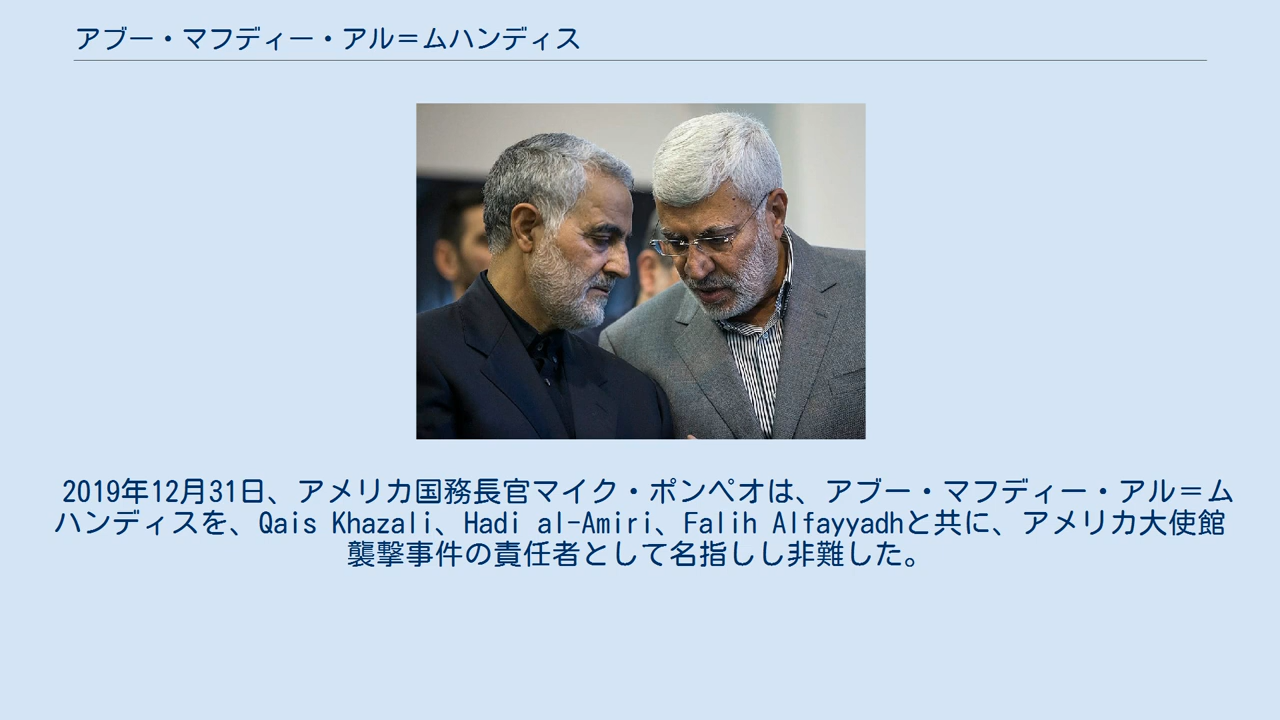 アブー・マフディー・アル＝ムハンディス
2019年12月31日、アメリカ国務長官マイク・ポンペオは、アブー・マフディー・アル＝ム
ハンディスを、Qais Khazali、Hadi al-Amiri、Falih Alfayyadhと共に、アメリカ大使館
襲撃事件の責任者として名指しし非難した。